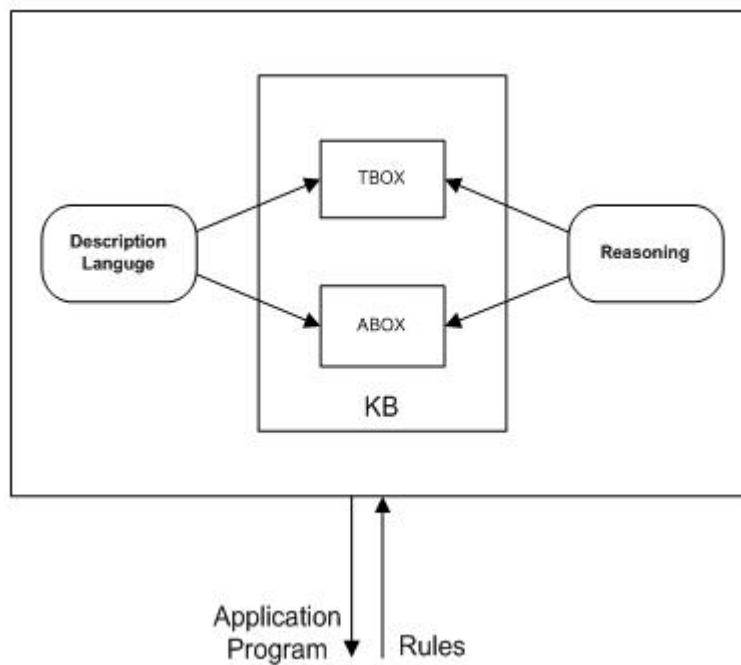 TBOX
Description
Languge
Reasoning
ABOX
KB
Application
Program
Rules